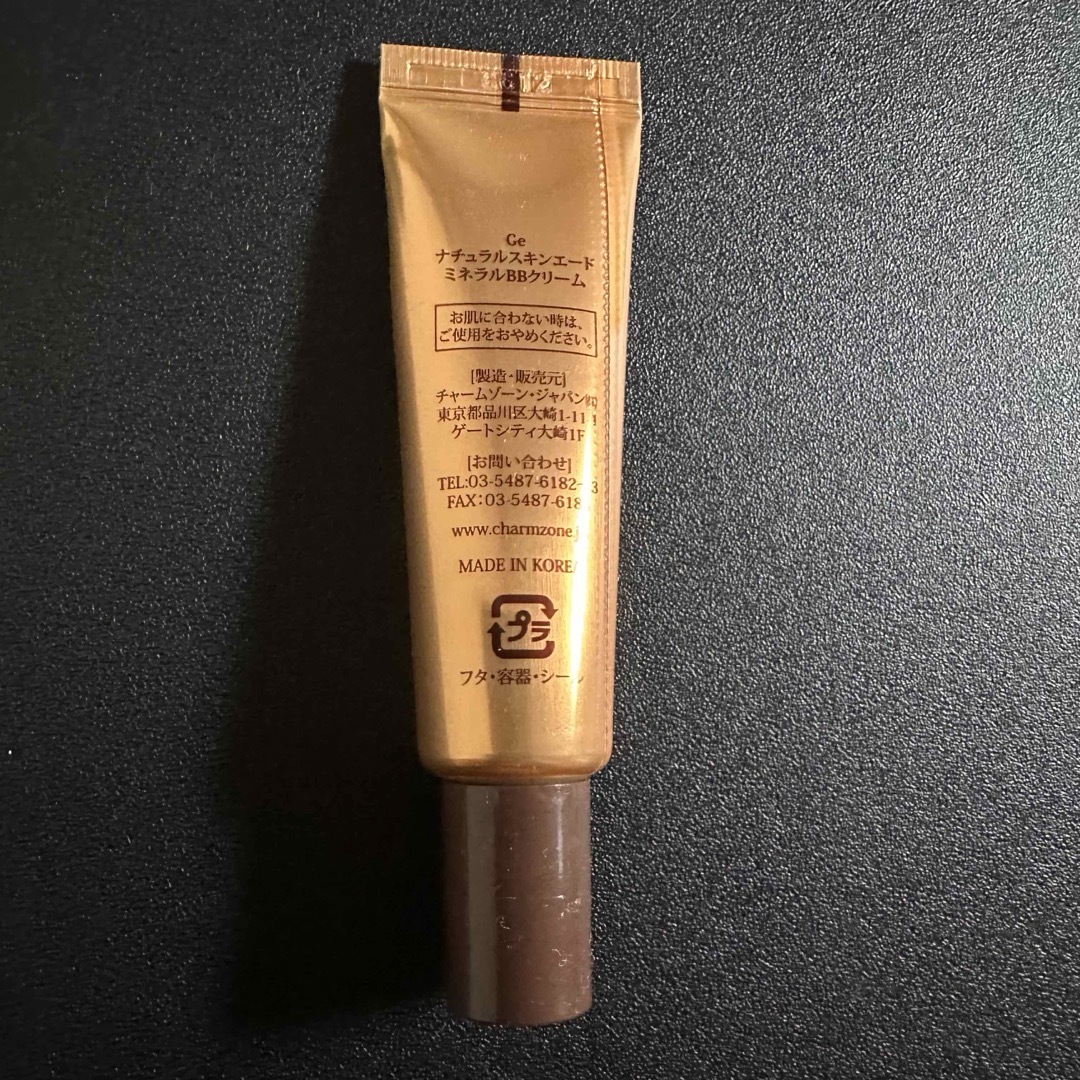 Ge
ナチュラルスキンエード
ミネラルBBクリーム
お肌に合わない時は、
ご使用をおやめください。
[製造・販売元]
チャームゾーン・ジャパン㈱
東京都品川区大崎1-11
ゲートシティ大崎1F
[お問い合わせ]
TEL:03-5487-6182~3
FAX:03-5487-618
www.charmzone.j
MADE IN KORE
プラ
フタ・容器・シール